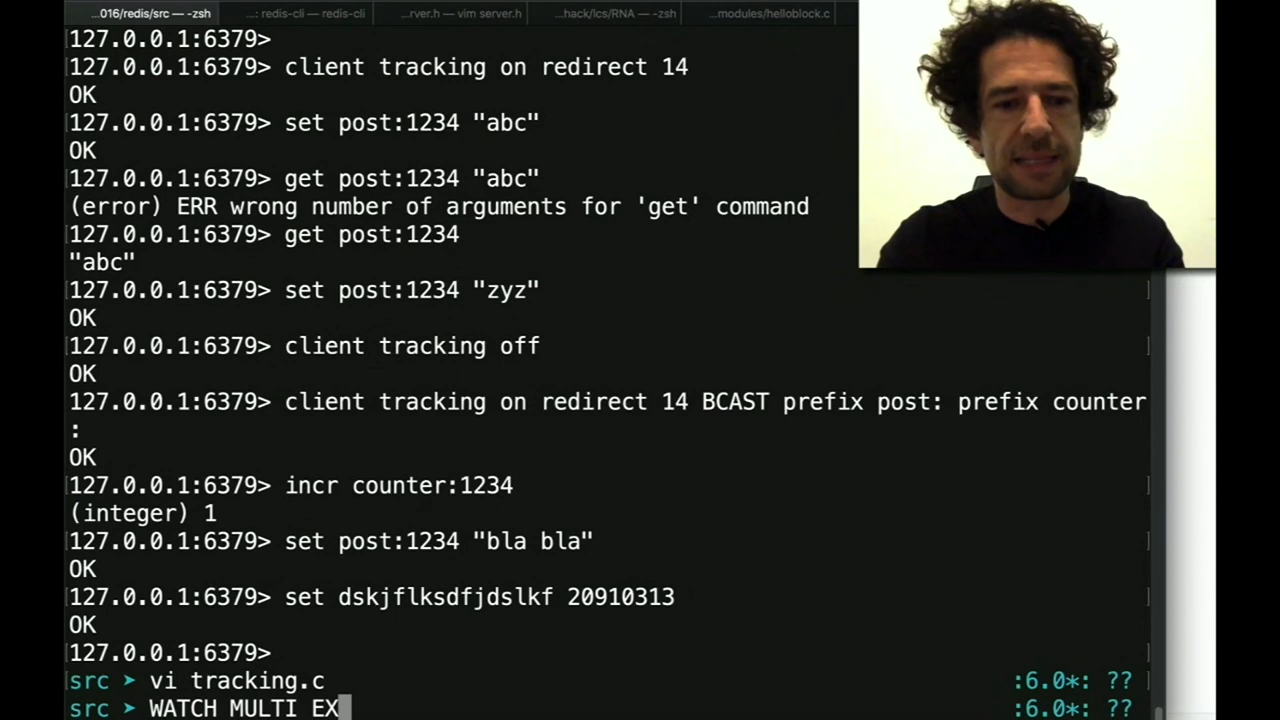 ...016/redis/src — -zsh
...: redis-cli — redis-cli
...rver.h — vim server.h
...hack/lcs/RNA — -zsh
...modules/helloblock.c
127.0.0.1:6379>
127.0.0.1:6379> client tracking on redirect 14
OK
127.0.0.1:6379> set post:1234 "abc"
OK
127.0.0.1:6379> get post:1234 "abc"
(error) ERR wrong number of arguments for 'get' command
127.0.0.1:6379> get post:1234
"abc"
127.0.0.1:6379> set post:1234 "zyz"
OK
127.0.0.1:6379> client tracking off
OK
127.0.0.1:6379> client tracking on redirect 14 BCAST prefix post: prefix counter
:
OK
127.0.0.1:6379> incr counter:1234
(integer) 1
127.0.0.1:6379> set post:1234 "bla bla"
OK
127.0.0.1:6379> set dskjflksdfjdslkf 20910313
OK
127.0.0.1:6379>
src ➤ vi tracking.c :6.0*: ??
src ➤ WATCH MULTI EX :6.0*: ??